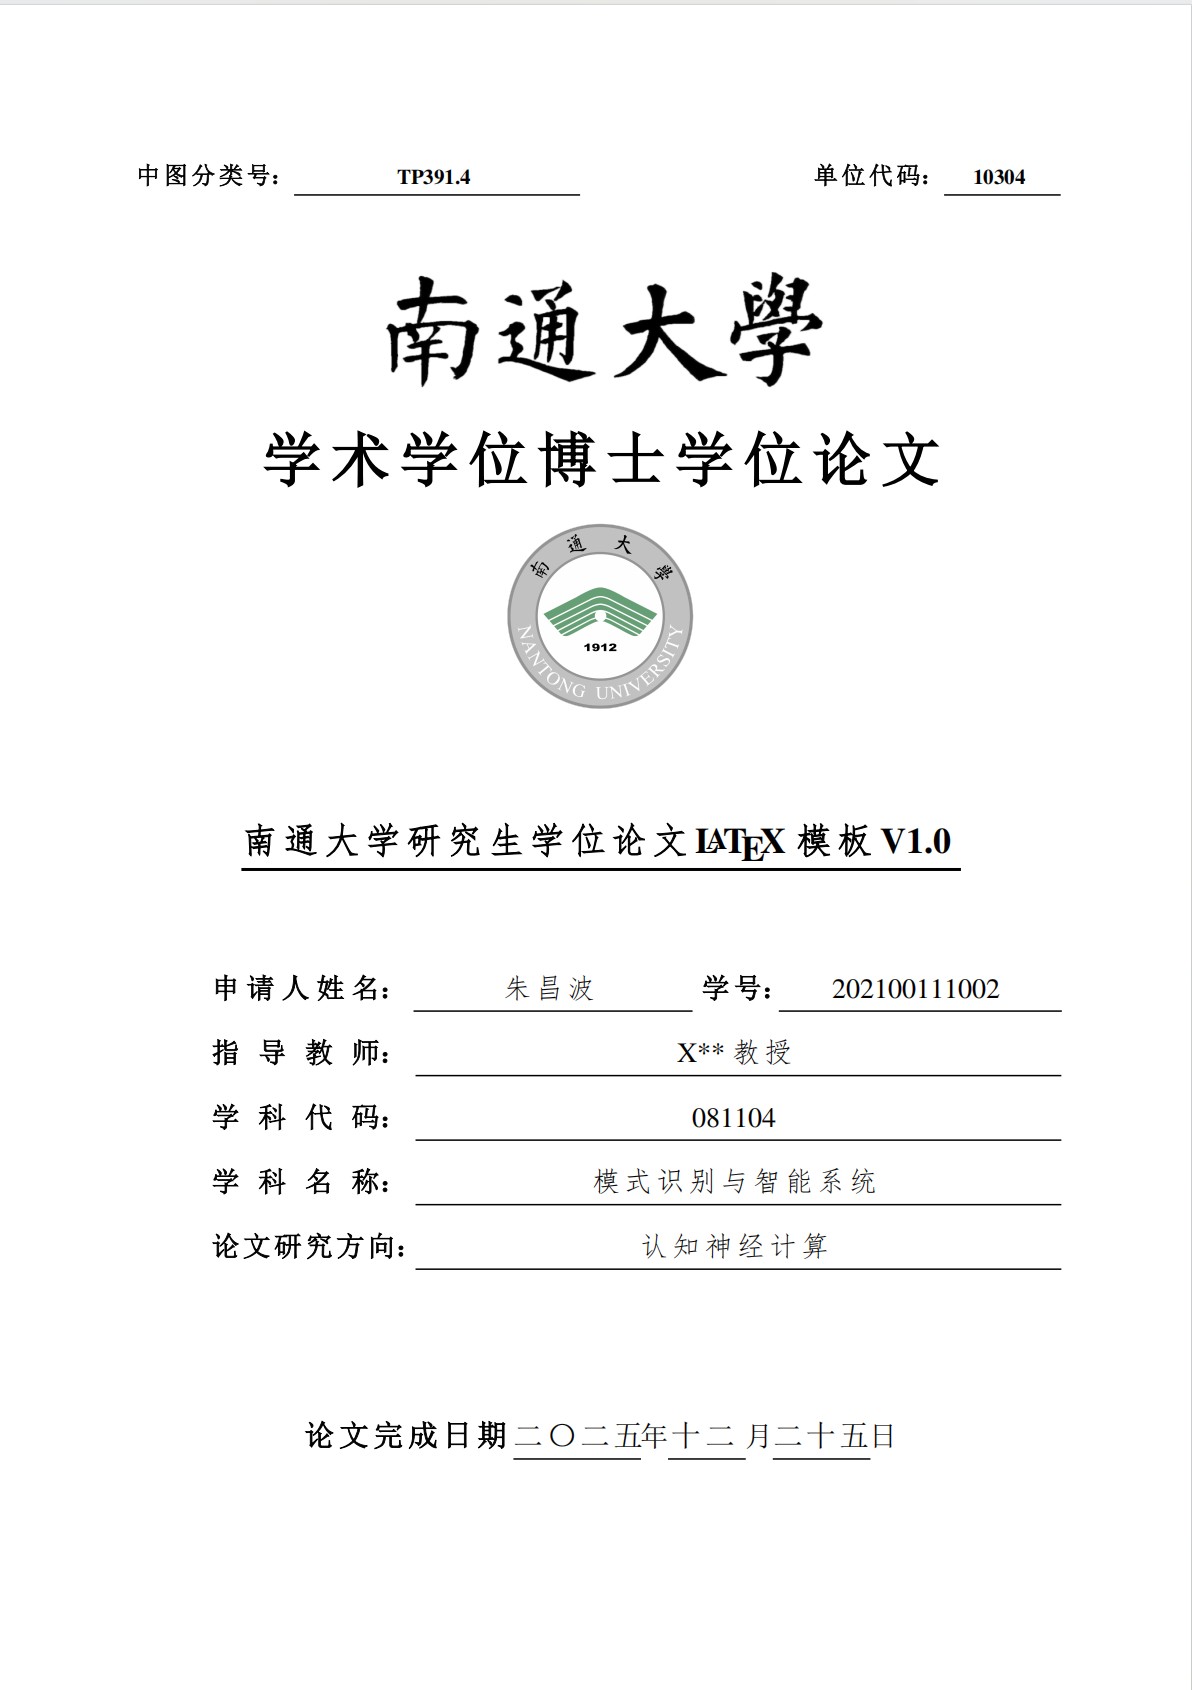 中图分类号： TP391.4 单位代码： 10304
南通大學
学术学位博士学位论文
南通大學
1912
NANTONG UNIVERSITY
南通大学研究生学位论文LATEX 模板 V1.0
申请人姓名： 朱昌波 学号： 202100111002
指导教师： X** 教授
学科代码： 081104
学科名称： 模式识别与智能系统
论文研究方向： 认知神经计算
论文完成日期 二〇二五年十二月二十五日